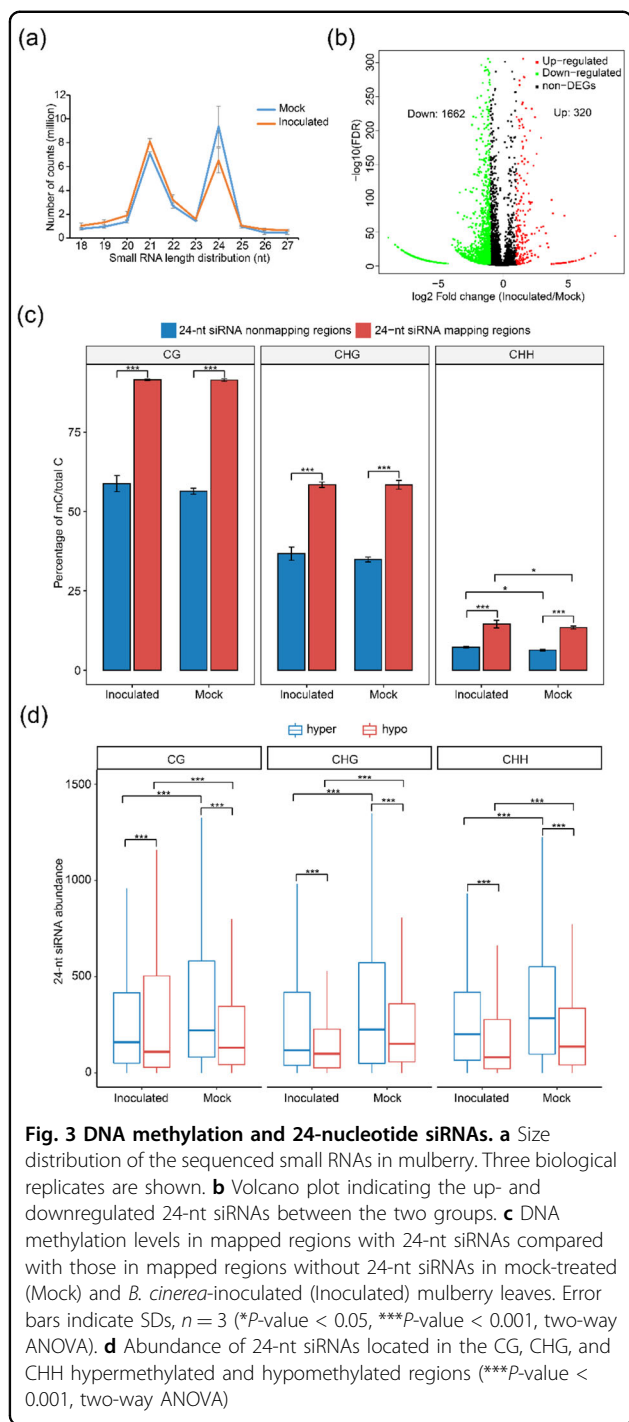 (a)
Number of counts (million)
12
10
8
6
4
2
0
Mock
Inoculated
18 19 20 21 22 23 24 25 26 27
Small RNA length distribution (nt)
(b)
−log10(FDR)
300
250
200
150
100
50
0
Up−regulated
Down−regulated
non−DEGs
Down: 1662
Up: 320
−5 0 5
log2 Fold change (Inoculated/Mock)
(c)
24-nt siRNA nonmapping regions 24−nt siRNA mapping regions
CG CHG CHH
Percentage of mC/total C
75
50
25
0
*** ***
*** ***
*
*
*** ***
Inoculated Mock Inoculated Mock Inoculated Mock
(d)
hyper hypo
CG CHG CHH
24-nt siRNA abundance
1500
1000
500
0
***
***
*** ***
***
***
*** ***
***
***
*** ***
Inoculated Mock Inoculated Mock Inoculated Mock
Fig. 3 DNA methylation and 24-nucleotide siRNAs. a Size
distribution of the sequenced small RNAs in mulberry. Three biological
replicates are shown. b Volcano plot indicating the up- and
downregulated 24-nt siRNAs between the two groups. c DNA
methylation levels in mapped regions with 24-nt siRNAs compared
with those in mapped regions without 24-nt siRNAs in mock-treated
(Mock) and B. cinerea-inoculated (Inoculated) mulberry leaves. Error
bars indicate SDs, n = 3 (*P-value < 0.05, ***P-value < 0.001, two-way
ANOVA). d Abundance of 24-nt siRNAs located in the CG, CHG, and
CHH hypermethylated and hypomethylated regions (***P-value <
0.001, two-way ANOVA)